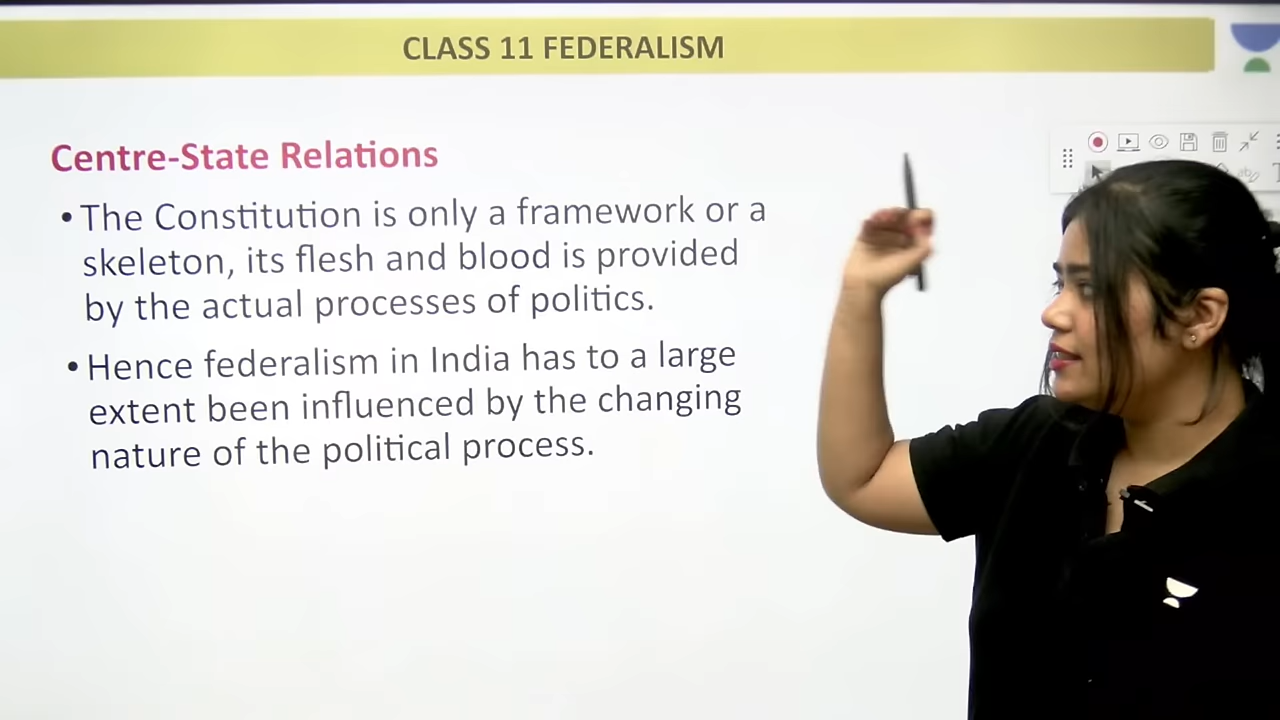 CLASS 11 FEDERALISM
Centre-State Relations
• The Constitution is only a framework or a
skeleton, its flesh and blood is provided
by the actual processes of politics.
• Hence federalism in India has to a large
extent been influenced by the changing
nature of the political process.
ab